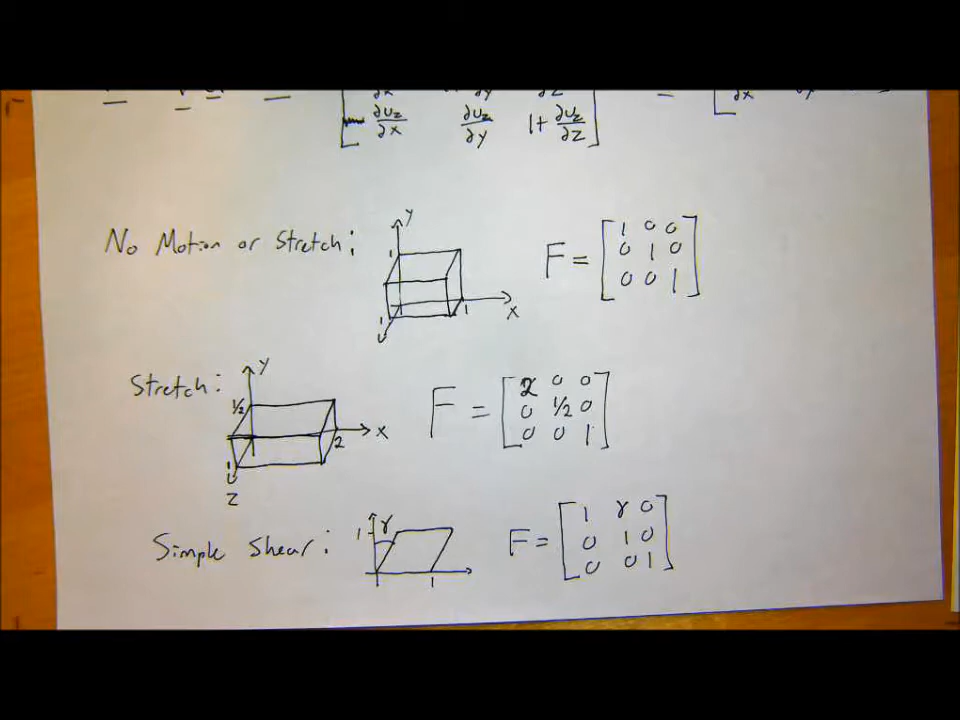 ∂u_z/∂x ∂u_z/∂y 1+ ∂u_z/∂z
No Motion or Stretch: Y 1 1 1 X F = [1 0 0
0 1 0
0 0 1]
Stretch: Y 1/2 2 X 1 Z F = [2 0 0
0 1/2 0
0 0 1]
Simple Shear: 1 γ 1 F = [1 γ 0
0 1 0
0 0 1]